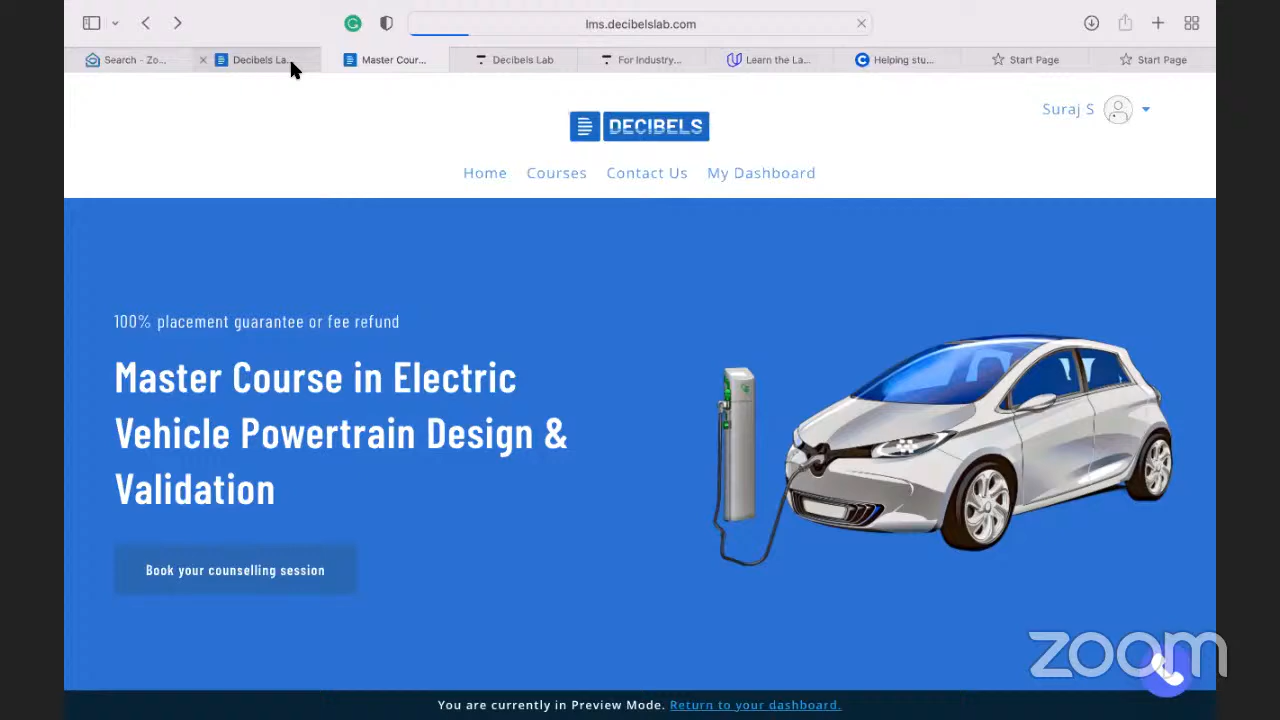 lms.decibelslab.com
Search - Zo...
Decibels La...
Master Cour...
Decibels Lab
For Industry...
Learn the La...
Helping stu...
Start Page
Start Page
Suraj S
DECIBELS
Home Courses Contact Us My Dashboard
100% placement guarantee or fee refund
Master Course in Electric
Vehicle Powertrain Design &
Validation
Book your counselling session
zoom
You are currently in Preview Mode. Return to your dashboard.